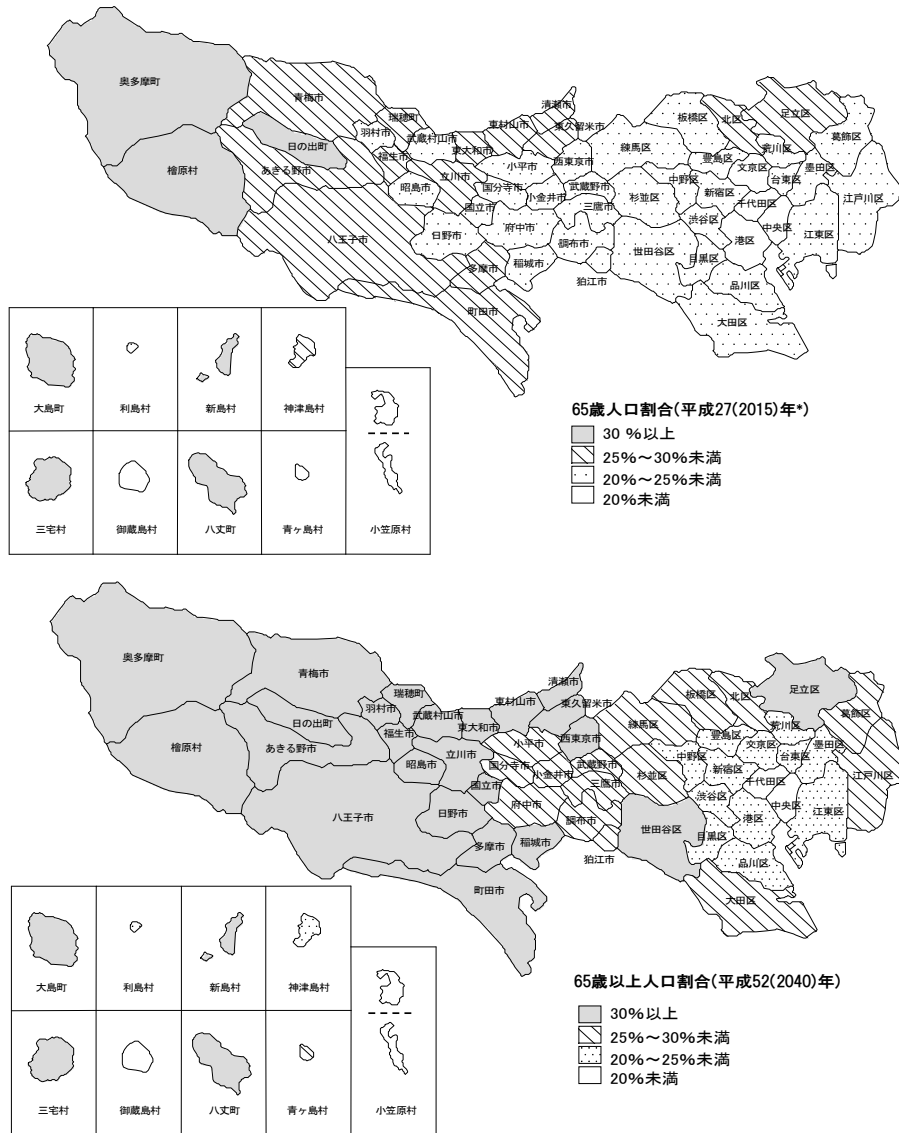 奥多摩町
青梅市
瑞穂町
清瀬市
東村山市
東久留米市
羽村市
武蔵村山市
日の出町
福生市
東大和市
小平市
西東京市
檜原村
あきる野市
昭島市
立川市
国分寺市
小金井市
武蔵野市
国立市
三鷹市
八王子市
日野市
府中市
調布市
多摩市
稲城市
狛江市
町田市
板橋区
北区
足立区
葛飾区
練馬区
荒川区
豊島区
文京区
台東区
墨田区
中野区
新宿区
千代田区
江戸川区
杉並区
渋谷区
中央区
江東区
港区
世田谷区
目黒区
品川区
大田区
大島町
利島村
新島村
神津島村
三宅村
御蔵島村
八丈町
青ヶ島村
小笠原村
65歳人口割合(平成27(2015)年*)
30 %以上
25%～30%未満
20%～25%未満
20%未満
奥多摩町
青梅市
瑞穂町
清瀬市
東村山市
東久留米市
羽村市
武蔵村山市
日の出町
福生市
東大和市
小平市
西東京市
檜原村
あきる野市
昭島市
立川市
国分寺市
小金井市
武蔵野市
国立市
三鷹市
八王子市
日野市
府中市
調布市
多摩市
稲城市
狛江市
町田市
板橋区
北区
足立区
葛飾区
練馬区
荒川区
豊島区
文京区
台東区
墨田区
中野区
新宿区
千代田区
江戸川区
杉並区
渋谷区
中央区
江東区
港区
世田谷区
目黒区
品川区
大田区
大島町
利島村
新島村
神津島村
三宅村
御蔵島村
八丈町
青ヶ島村
小笠原村
65歳以上人口割合(平成52(2040)年)
30%以上
25%～30%未満
20%～25%未満
20%未満